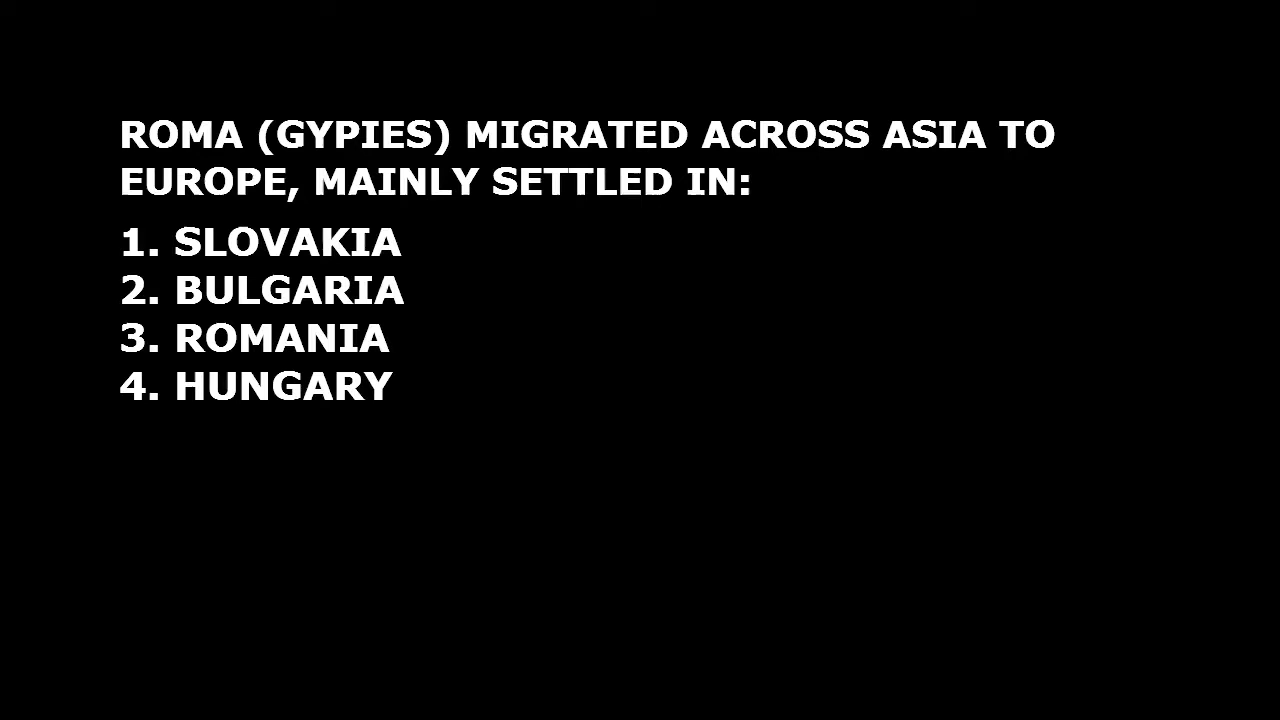 ROMA (GYPIES) MIGRATED ACROSS ASIA TO
EUROPE, MAINLY SETTLED IN:
1. SLOVAKIA
2. BULGARIA
3. ROMANIA
4. HUNGARY